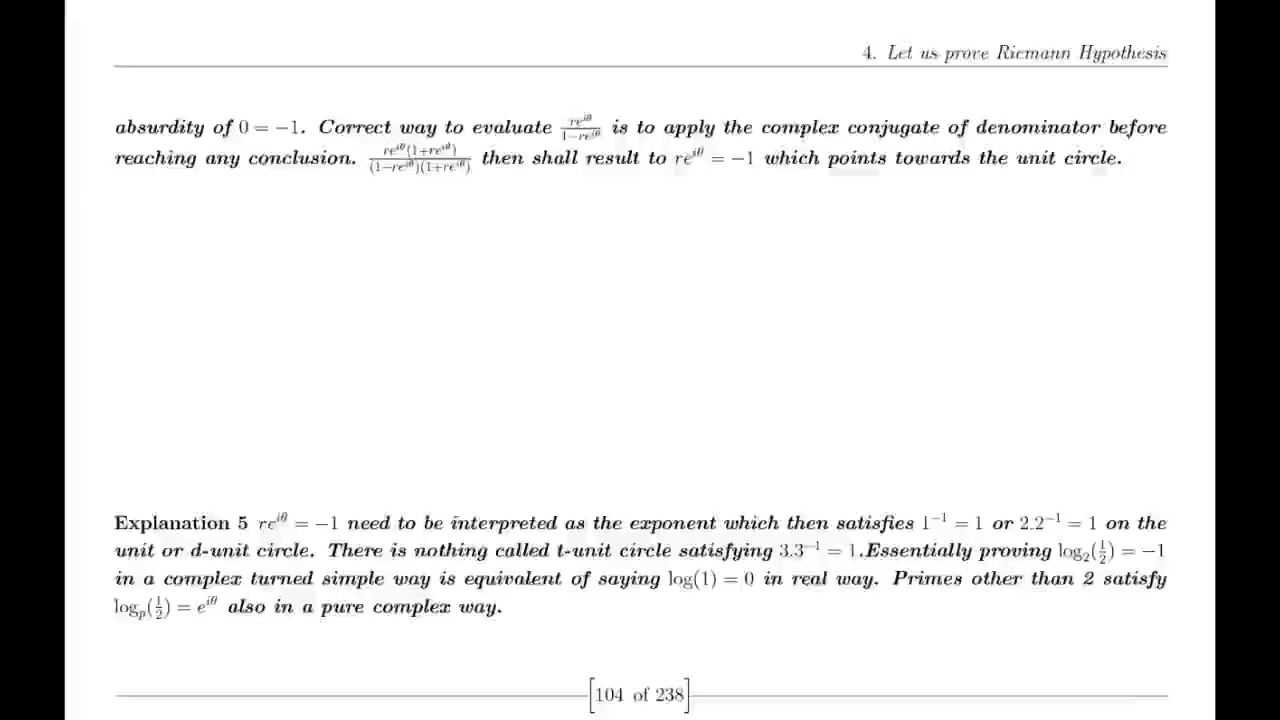 4. Let us prove Riemann Hypothesis
absurdity of 0 = −1. Correct way to evaluate \frac{re^{iθ}}{1−re^{iθ}} is to apply the complex conjugate of denominator before
reaching any conclusion. \frac{re^{iθ}(1+re^{iθ})}{(1−re^{iθ})(1+re^{iθ})} then shall result to re^{iθ} = −1 which points towards the unit circle.
Explanation 5 re^{iθ} = −1 need to be interpreted as the exponent which then satisfies 1^{−1} = 1 or 2.2^{−1} = 1 on the
unit or d-unit circle. There is nothing called t-unit circle satisfying 3.3^{−1} = 1.Essentially proving log_2(\frac{1}{2}) = −1
in a complex turned simple way is equivalent of saying log(1) = 0 in real way. Primes other than 2 satisfy
log_p(\frac{1}{2}) = e^{iθ} also in a pure complex way.
[104 of 238]